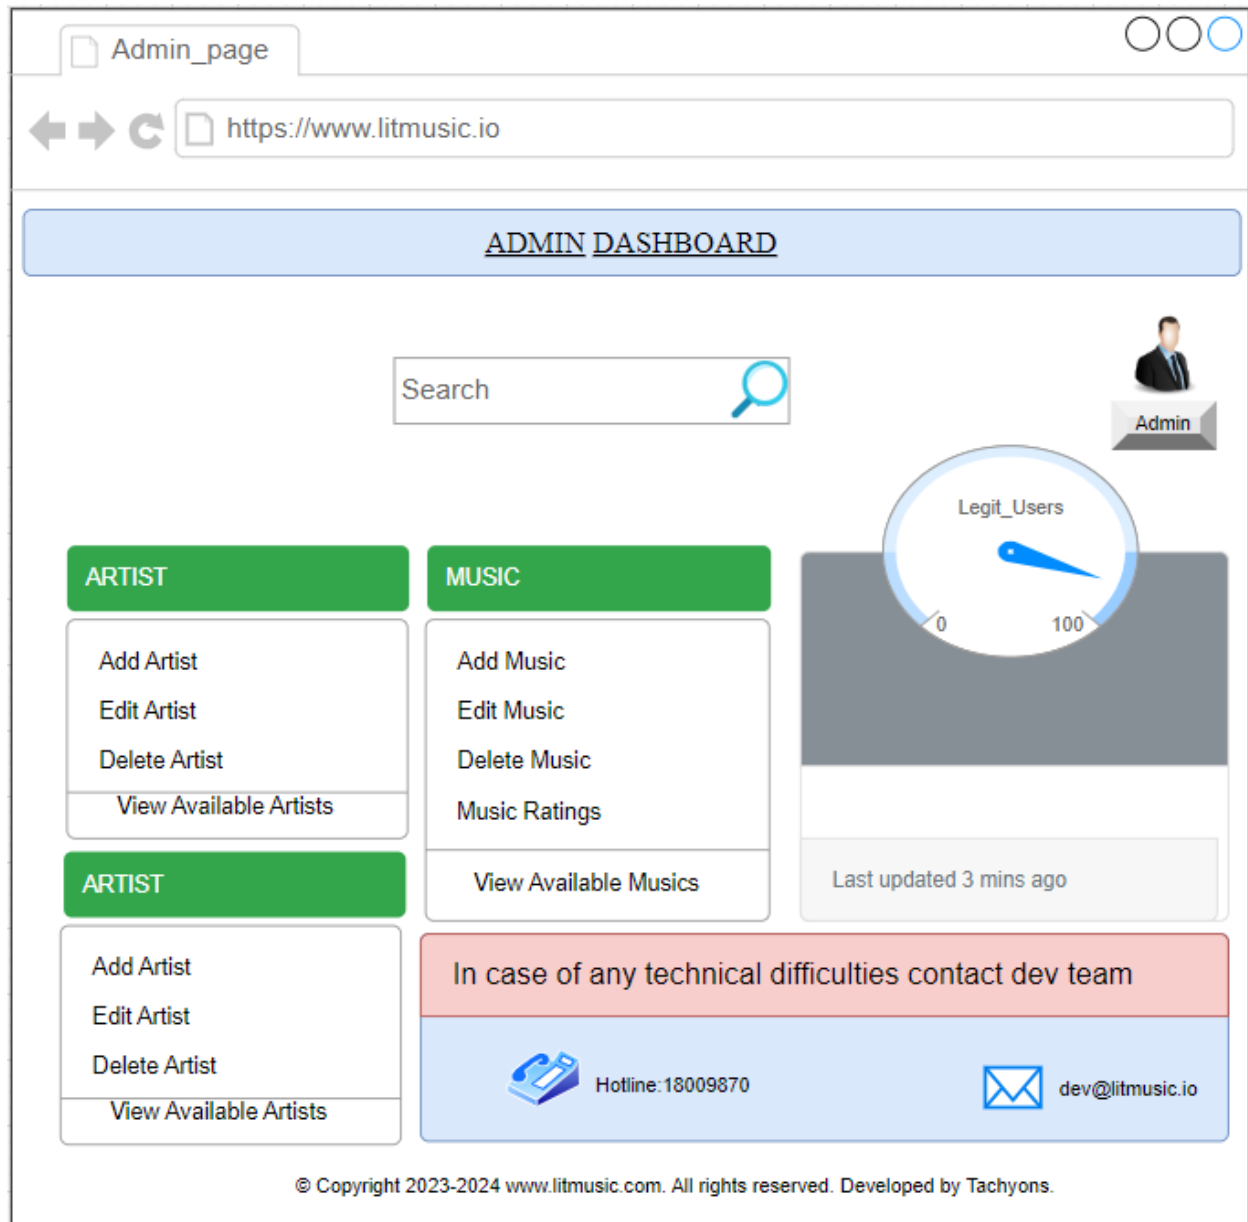 Admin_page
https://www.litmusic.io
ADMIN DASHBOARD
Search
Admin
Legit_Users
0
100
ARTIST
Add Artist
Edit Artist
Delete Artist
View Available Artists
MUSIC
Add Music
Edit Music
Delete Music
Music Ratings
View Available Musics
Last updated 3 mins ago
ARTIST
Add Artist
Edit Artist
Delete Artist
View Available Artists
In case of any technical difficulties contact dev team
Hotline:18009870
dev@litmusic.io
© Copyright 2023-2024 www.litmusic.com. All rights reserved. Developed by Tachyons.